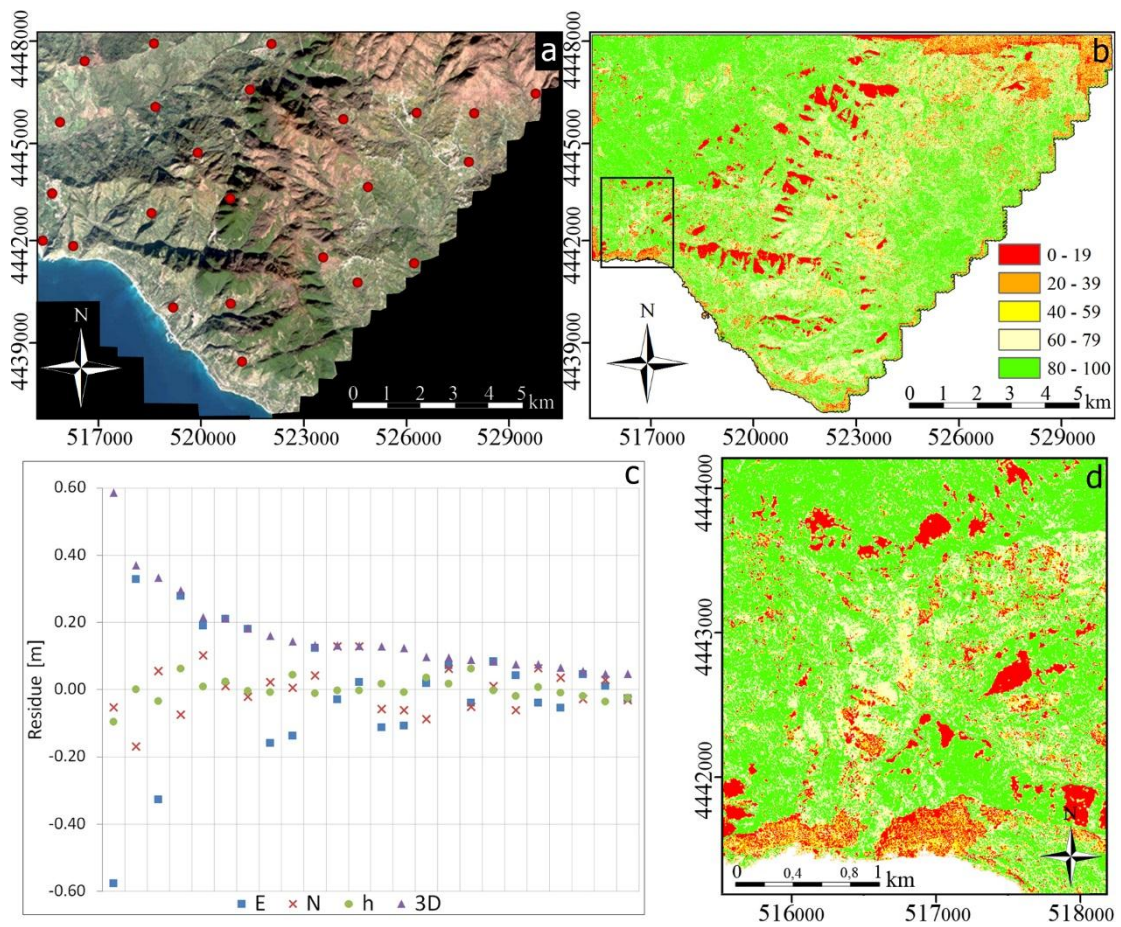 a
4448000
4445000
4442000
4439000
N
0 1 2 3 4 5
km
517000 520000 523000 526000 529000
b
4448000
4445000
4442000
4439000
0 - 19
20 - 39
40 - 59
60 - 79
80 - 100
N
0 1 2 3 4 5
km
517000 520000 523000 526000 529000
c
Residue [m]
0.60
0.40
0.20
0.00
-0.20
-0.40
-0.60
E N h 3D
d
4444000
4443000
4442000
N
0 0,4 0,8 1
km
516000 517000 518000